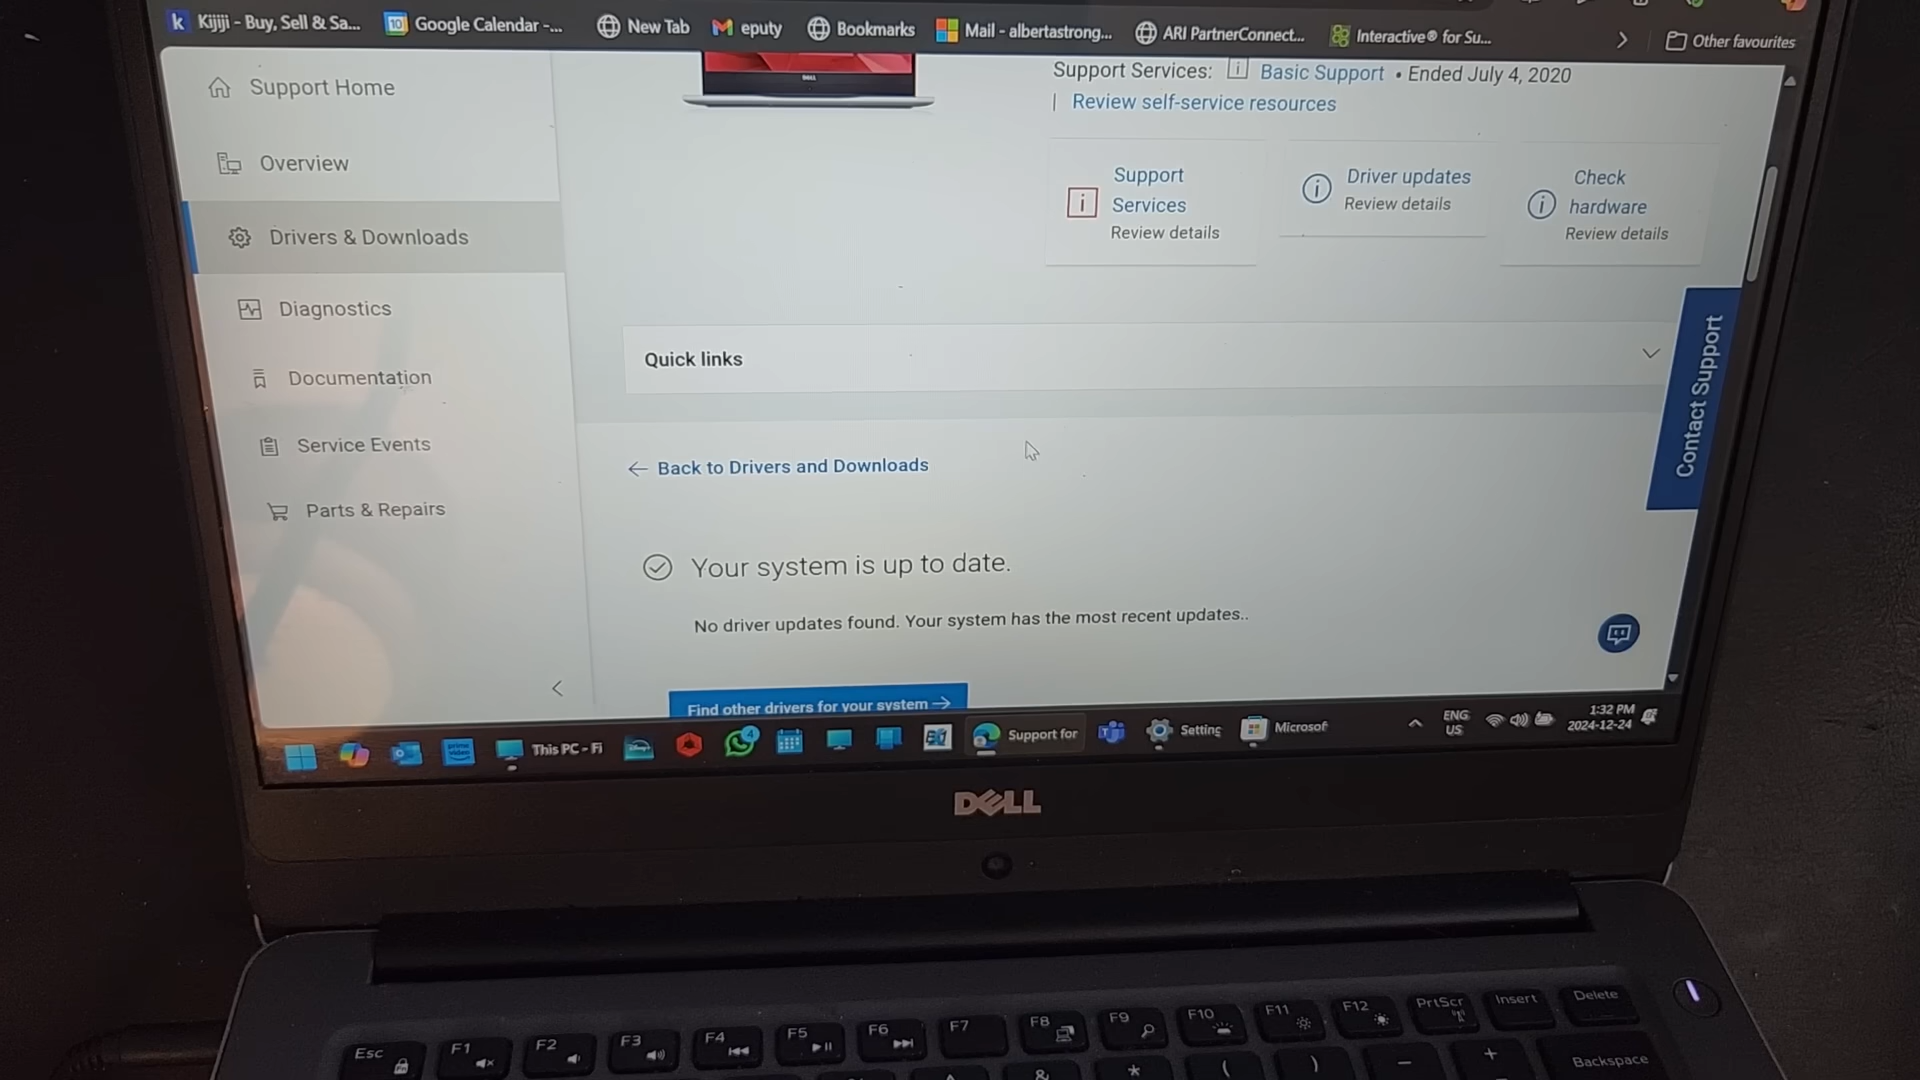 Kijiji - Buy, Sell & Sa...
Google Calendar -...
New Tab
eputy
Bookmarks
Mail - albertastrong...
ARI PartnerConnect...
Interactive® for Su...
Other favourites
Support Home
Overview
Drivers & Downloads
Diagnostics
Documentation
Service Events
Parts & Repairs
Support Services: Basic Support • Ended July 4, 2020
| Review self-service resources
Support
Services
Review details
Driver updates
Review details
Check
hardware
Review details
Contact Support
Quick links
Back to Drivers and Downloads
Your system is up to date.
No driver updates found. Your system has the most recent updates..
Find other drivers for your system
This PC - Fi
4
Support for
Setting
Microsof
ENG
US
1:32 PM
2024-12-24
DELL
Esc
F1
F2
F3
F4
F5
F6
F7
F8
F9
F10
F11
F12
PrtScr
Insert
Delete
&
*
(
)
—
+
Backspace